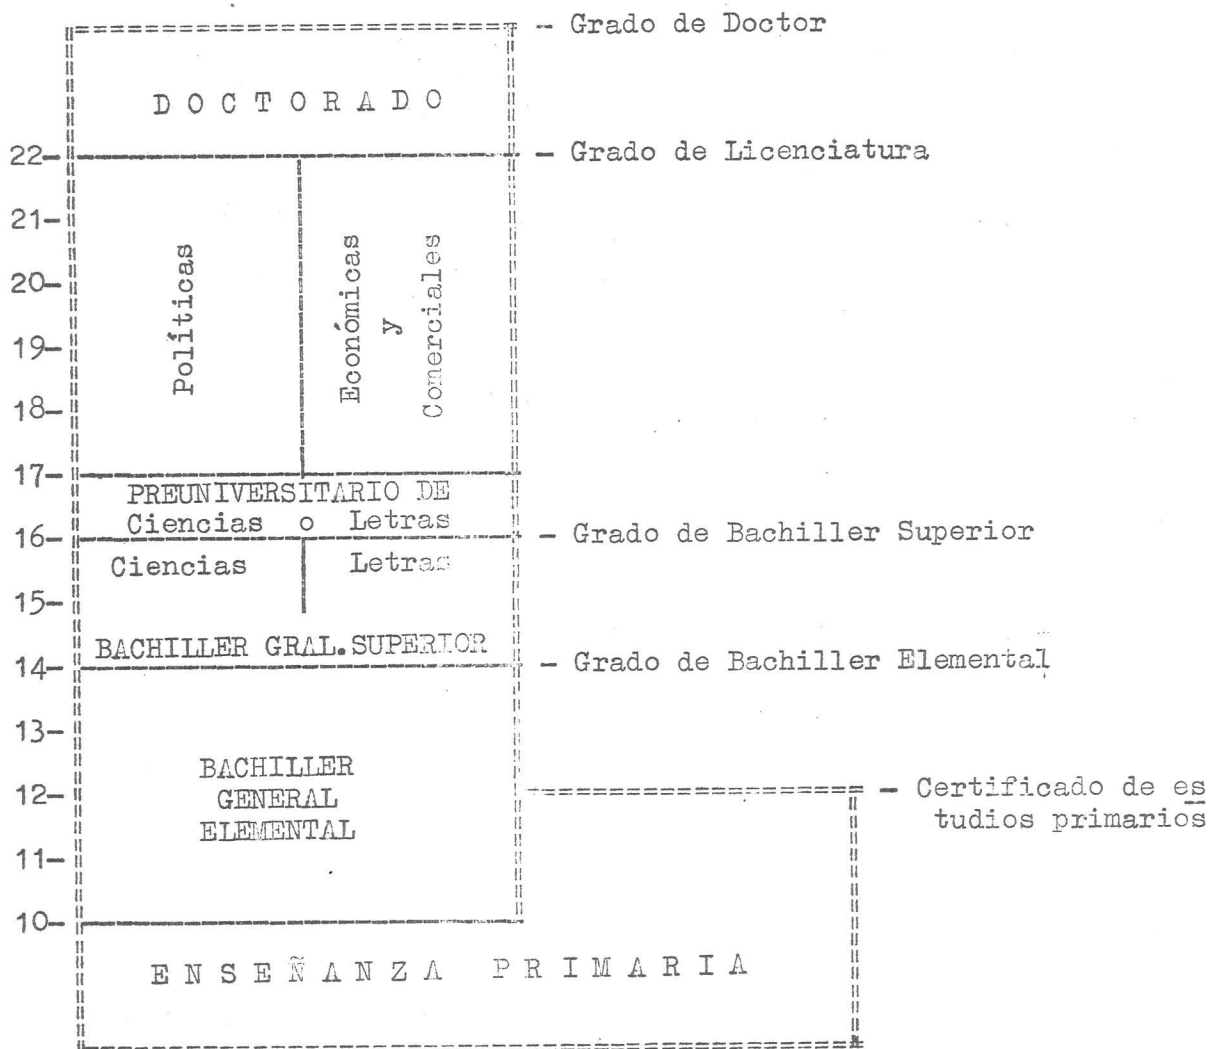 - Grado de Doctor
DOCTORADO
22- - Grado de Licenciatura
21-
20-
19-
18-
Políticas
Económicas
y
Comerciales
17-
PREUNIVERSITARIO DE
Ciencias o Letras
16- - Grado de Bachiller Superior
Ciencias Letras
15-
BACHILLER GRAL.SUPERIOR
14- - Grado de Bachiller Elemental
13-
BACHILLER
12- GENERAL - Certificado de es
ELEMENTAL tudios primarios
11-
10-
ENSEÑANZA PRIMARIA